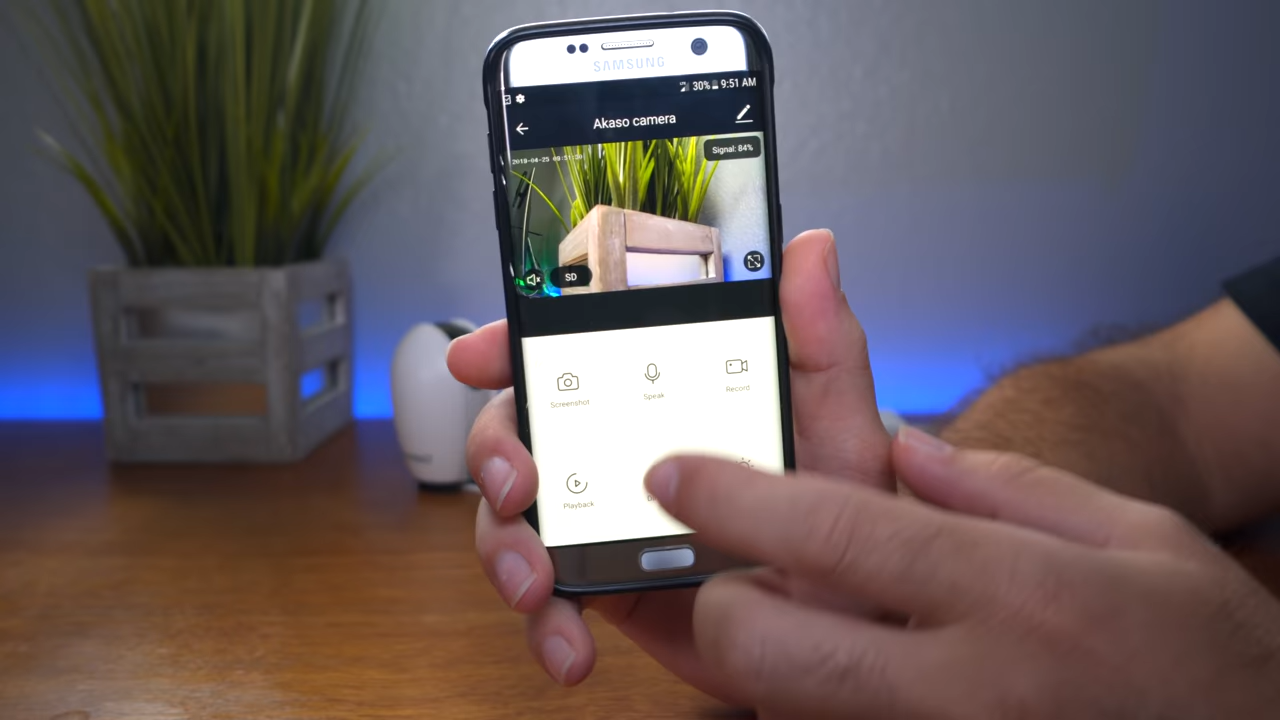 SAMSUNG
30% 9:51 AM
Akaso camera
Signal: 84%
SD
Screenshot
Speak
Record
Playback